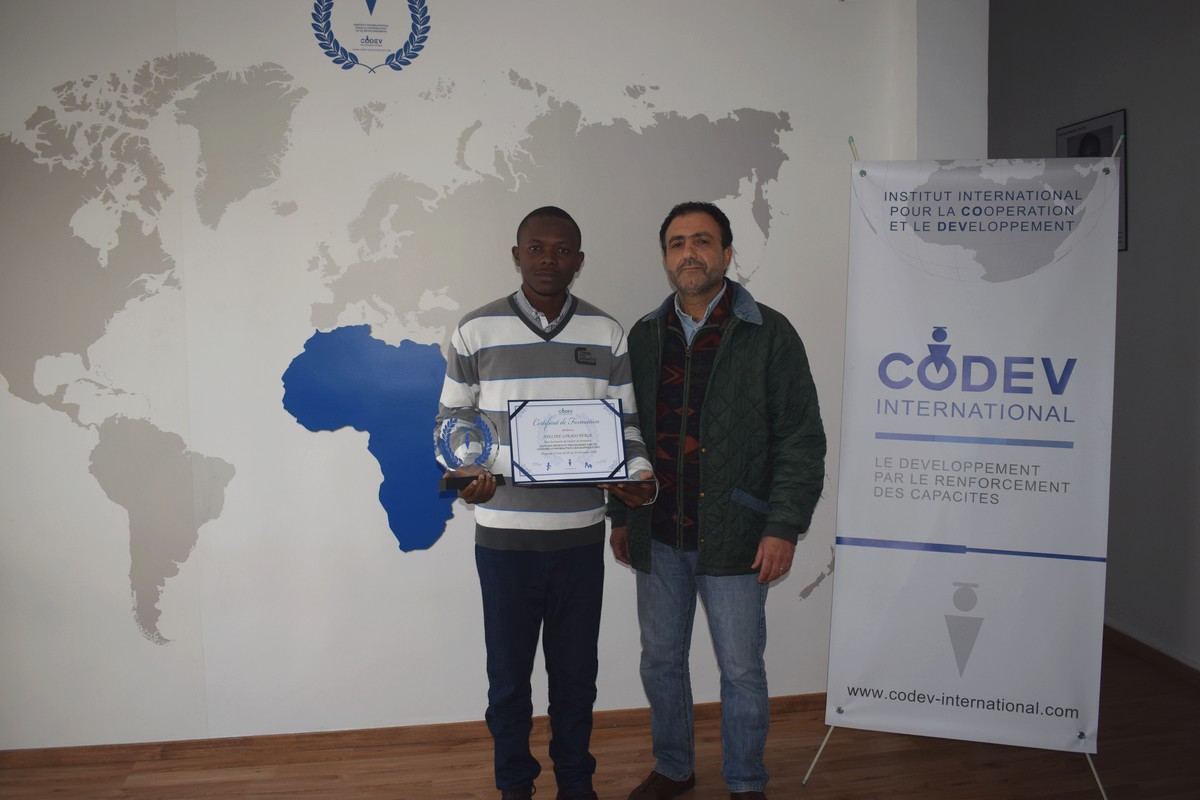 CODEV
INSTITUT INTERNATIONAL
POUR LA COOPERATION
ET LE DEVELOPPEMENT
CODEV
INTERNATIONAL
LE DEVELOPPEMENT
PAR LE RENFORCEMENT
DES CAPACITES
www.codev-international.com
CODEV
Certificat de Formation